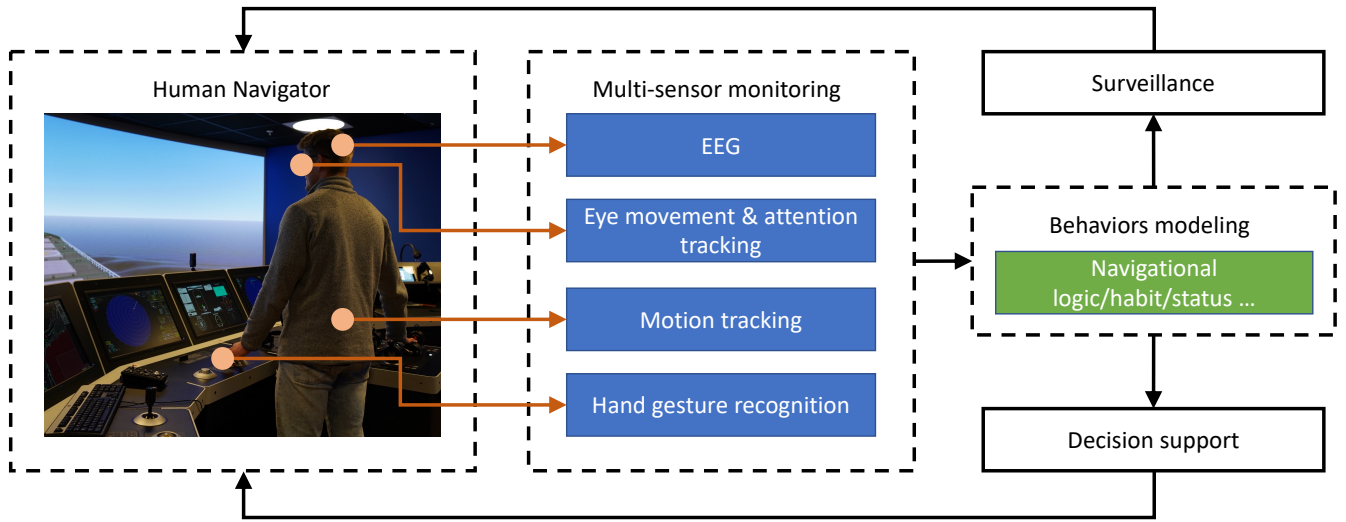 Human Navigator
Multi-sensor monitoring
EEG
Eye movement & attention
tracking
Motion tracking
Hand gesture recognition
Surveillance
Behaviors modeling
Navigational
logic/habit/status ...
Decision support